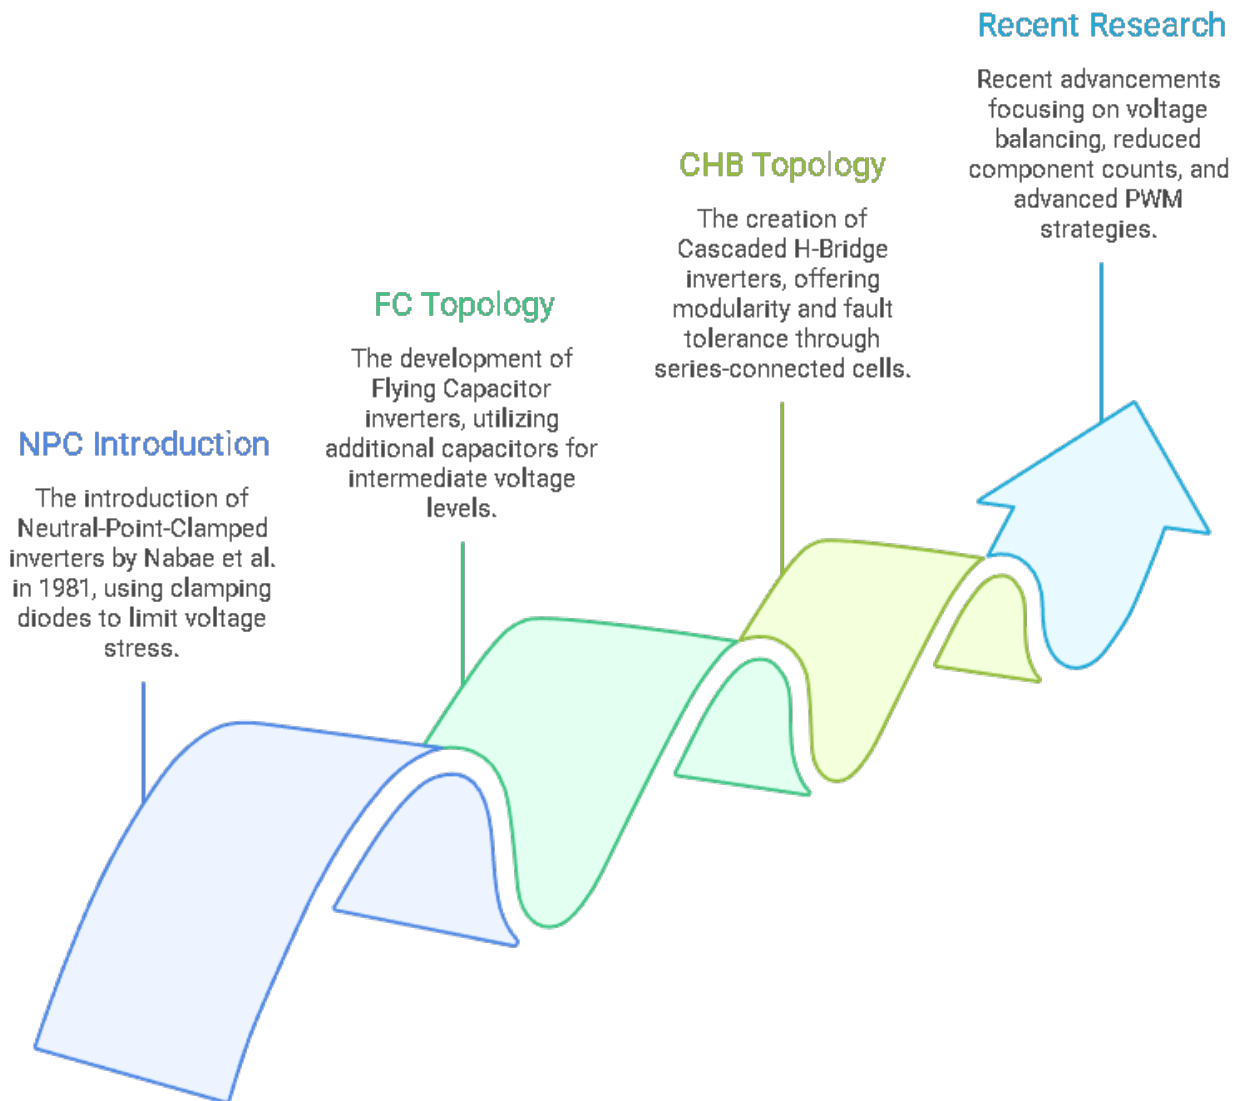 NPC Introduction
The introduction of
Neutral-Point-Clamped
inverters by Nabae et al.
in 1981, using clamping
diodes to limit voltage
stress.
FC Topology
The development of
Flying Capacitor
inverters, utilizing
additional capacitors for
intermediate voltage
levels.
CHB Topology
The creation of
Cascaded H-Bridge
inverters, offering
modularity and fault
tolerance through
series-connected cells.
Recent Research
Recent advancements
focusing on voltage
balancing, reduced
component counts, and
advanced PWM
strategies.